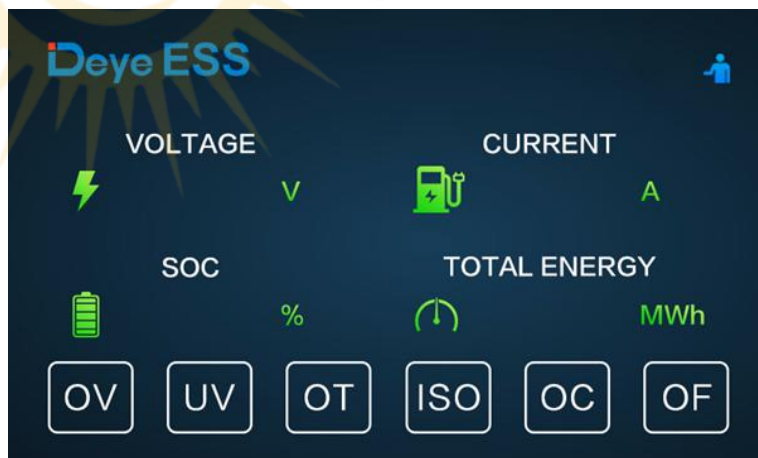 Deye ESS
VOLTAGE CURRENT
V A
SOC TOTAL ENERGY
% MWh
OV UV OT ISO OC OF